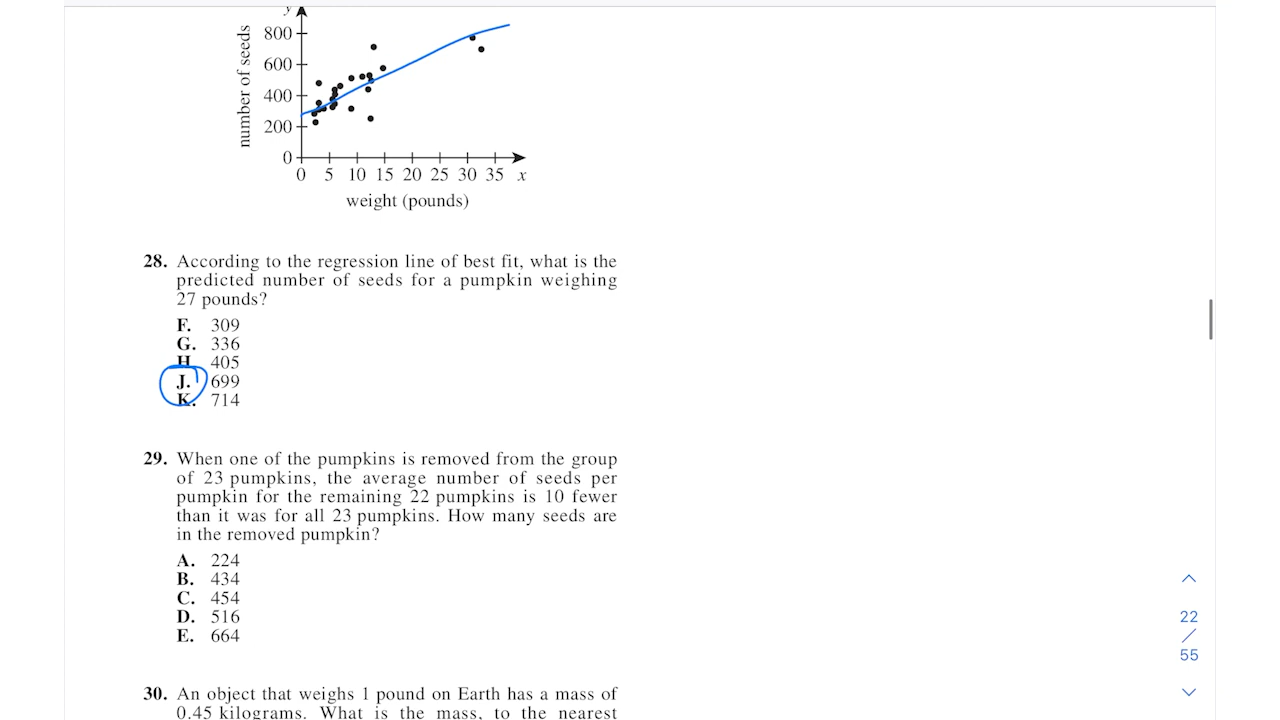 y
800
600
400
200
0
number of seeds
0 5 10 15 20 25 30 35 x
weight (pounds)
28. According to the regression line of best fit, what is the
predicted number of seeds for a pumpkin weighing
27 pounds?
F. 309
G. 336
H. 405
J. 699
K. 714
29. When one of the pumpkins is removed from the group
of 23 pumpkins, the average number of seeds per
pumpkin for the remaining 22 pumpkins is 10 fewer
than it was for all 23 pumpkins. How many seeds are
in the removed pumpkin?
A. 224
B. 434
C. 454
D. 516
E. 664
30. An object that weighs 1 pound on Earth has a mass of
0.45 kilograms. What is the mass, to the nearest
22
/
55